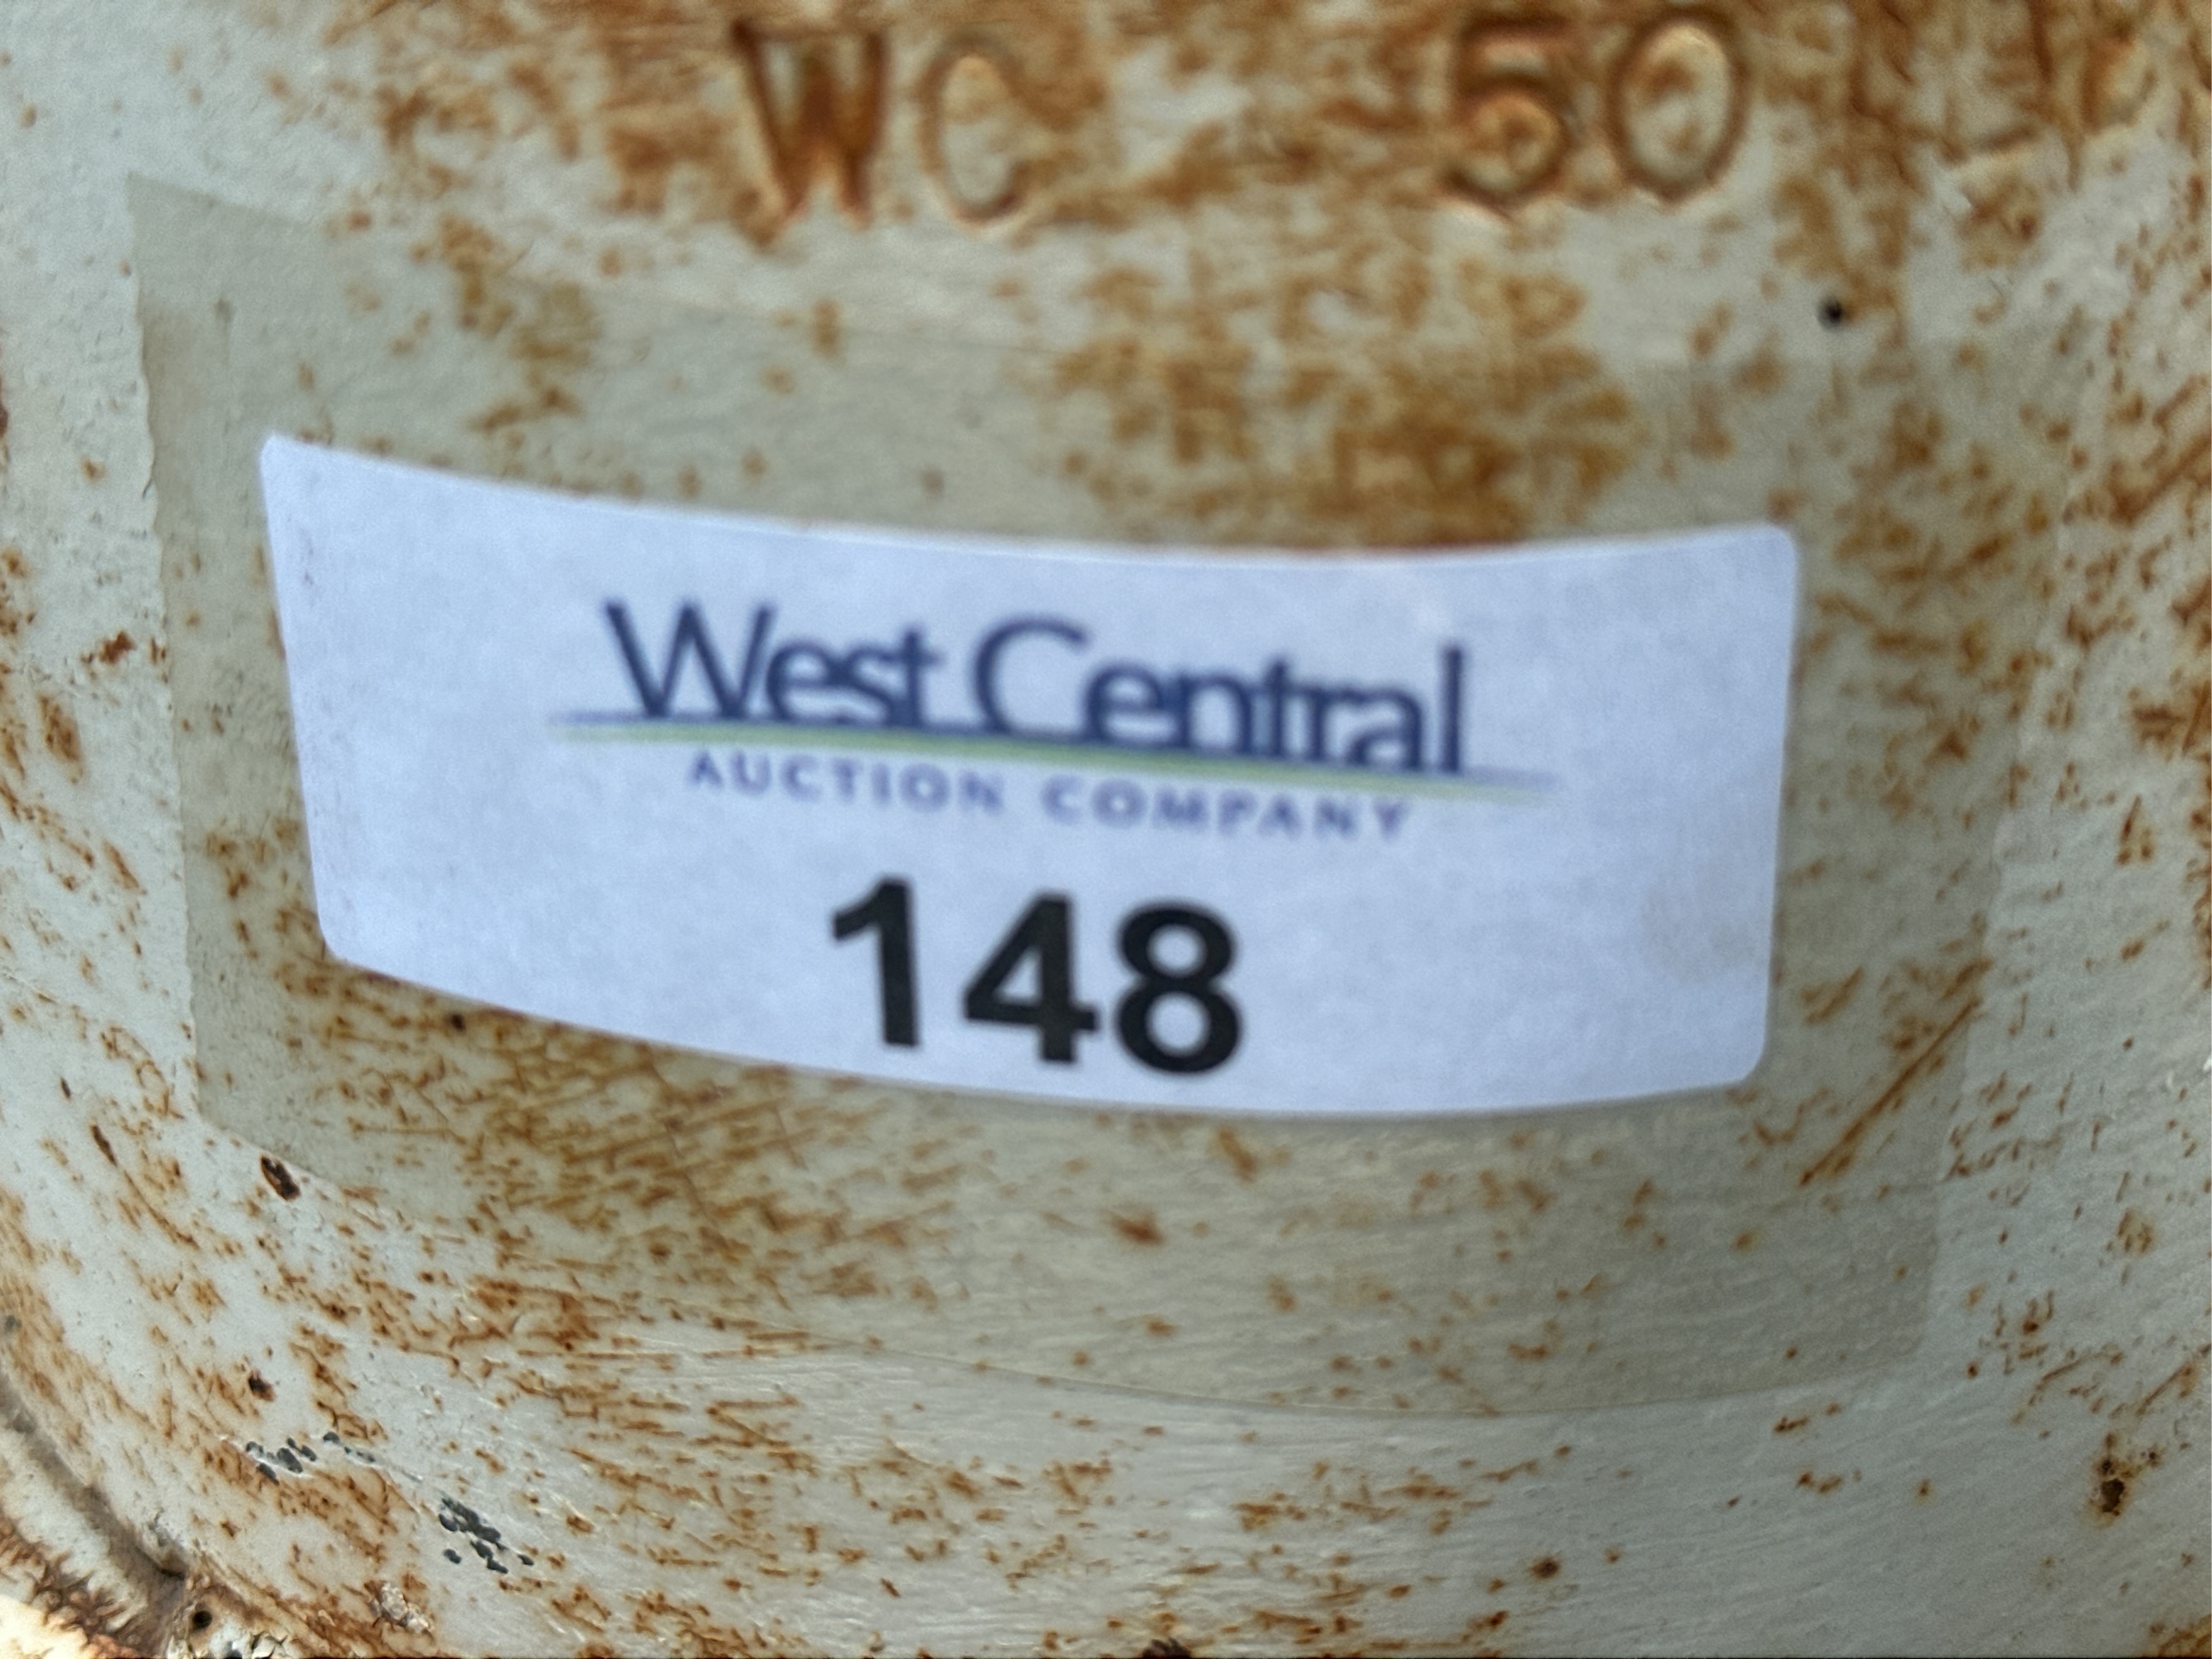 WC 50
West Central
AUCTION COMPANY
148